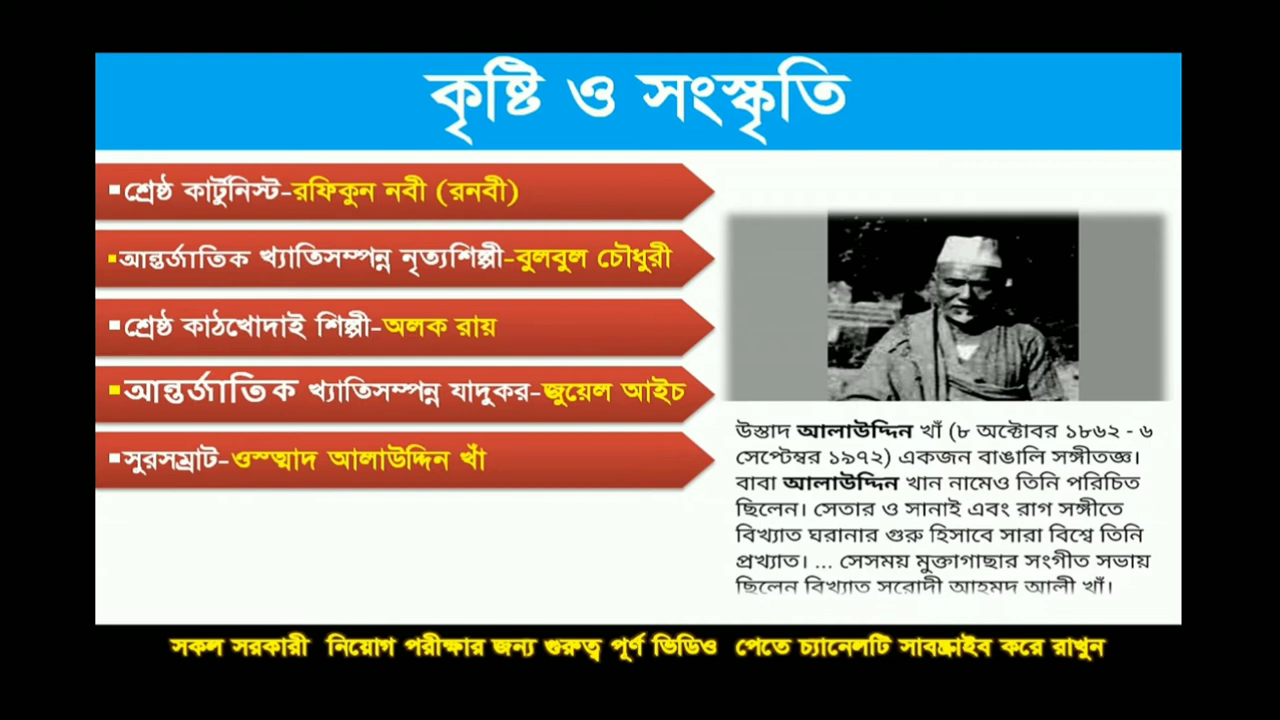 কৃষ্টি ও সংস্কৃতি
▪শ্রেষ্ঠ কার্টুনিস্ট-রফিকুন নবী (রনবী)
▪আন্তর্জাতিক খ্যাতিসম্পন্ন নৃত্যশিল্পী-বুলবুল চৌধুরী
▪শ্রেষ্ঠ কাঠখোদাই শিল্পী-অলক রায়
▪আন্তর্জাতিক খ্যাতিসম্পন্ন যাদুকর-জুয়েল আইচ
▪সুরসম্রাট-ওস্তাদ আলাউদ্দিন খাঁ
উস্তাদ আলাউদ্দিন খাঁ (৮ অক্টোবর ১৮৬২ - ৬
সেপ্টেম্বর ১৯৭২) একজন বাঙালি সঙ্গীতজ্ঞ।
বাবা আলাউদ্দিন খান নামেও তিনি পরিচিত
ছিলেন। সেতার ও সানাই এবং রাগ সঙ্গীতে
বিখ্যাত ঘরানার গুরু হিসাবে সারা বিশ্বে তিনি
প্রখ্যাত। ... সেসময় মুক্তাগাছার সংগীত সভায়
ছিলেন বিখ্যাত সরোদী আহমদ আলী খাঁ।
সকল সরকারী নিয়োগ পরীক্ষার জন্য গুরুত্ব পূর্ণ ভিডিও পেতে চ্যানেলটি সাবস্ক্রাইব করে রাখুন